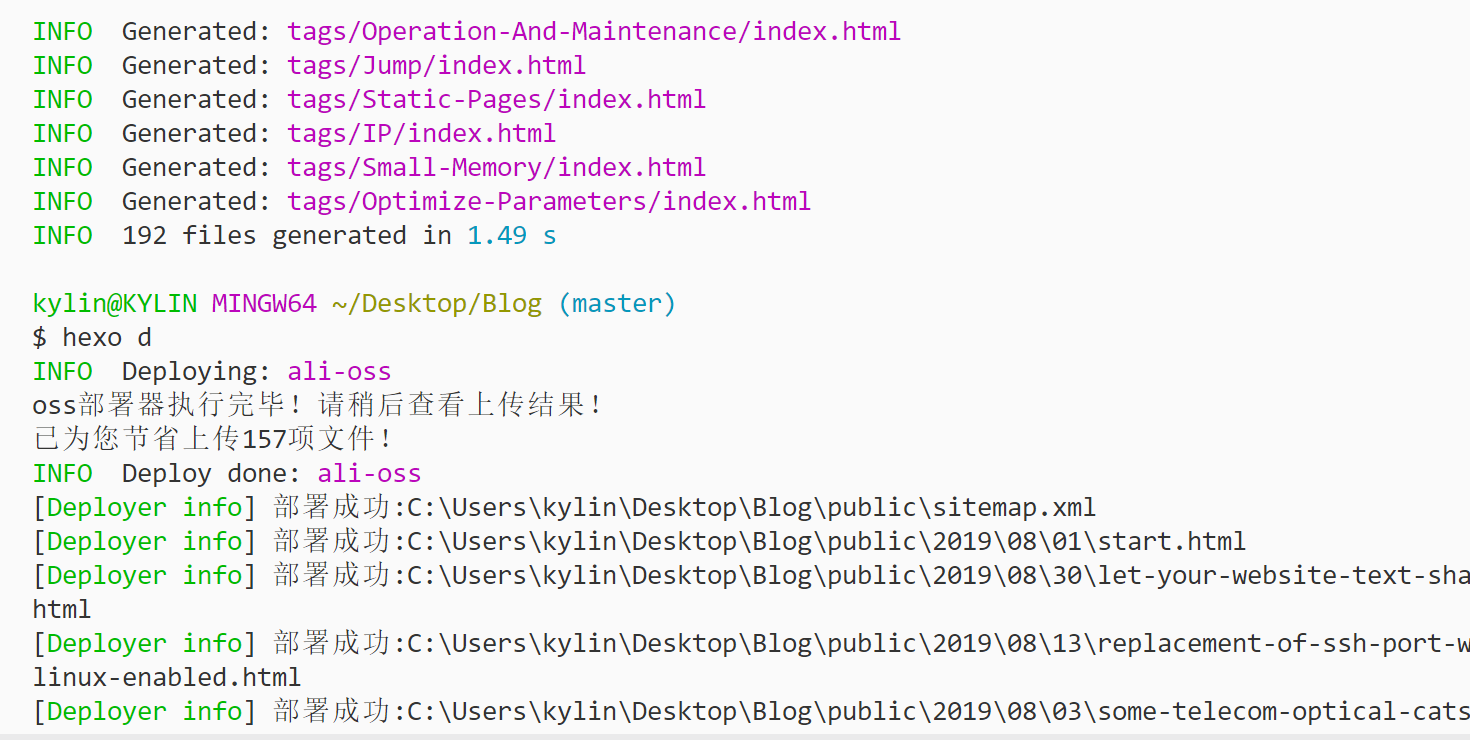 INFO  Generated: tags/Operation-And-Maintenance/index.html
INFO  Generated: tags/Jump/index.html
INFO  Generated: tags/Static-Pages/index.html
INFO  Generated: tags/IP/index.html
INFO  Generated: tags/Small-Memory/index.html
INFO  Generated: tags/Optimize-Parameters/index.html
INFO  192 files generated in 1.49 s
kylin@KYLIN MINGW64 ~/Desktop/Blog (master)
$ hexo d
INFO  Deploying: ali-oss
oss部署器执行完毕！请稍后查看上传结果！
已为您节省上传157项文件！
INFO  Deploy done: ali-oss
[Deployer info] 部署成功:C:\Users\kylin\Desktop\Blog\public\sitemap.xml
[Deployer info] 部署成功:C:\Users\kylin\Desktop\Blog\public\2019\08\01\start.html
[Deployer info] 部署成功:C:\Users\kylin\Desktop\Blog\public\2019\08\30\let-your-website-text-sha
html
[Deployer info] 部署成功:C:\Users\kylin\Desktop\Blog\public\2019\08\13\replacement-of-ssh-port-w
linux-enabled.html
[Deployer info] 部署成功:C:\Users\kylin\Desktop\Blog\public\2019\08\03\some-telecom-optical-cats